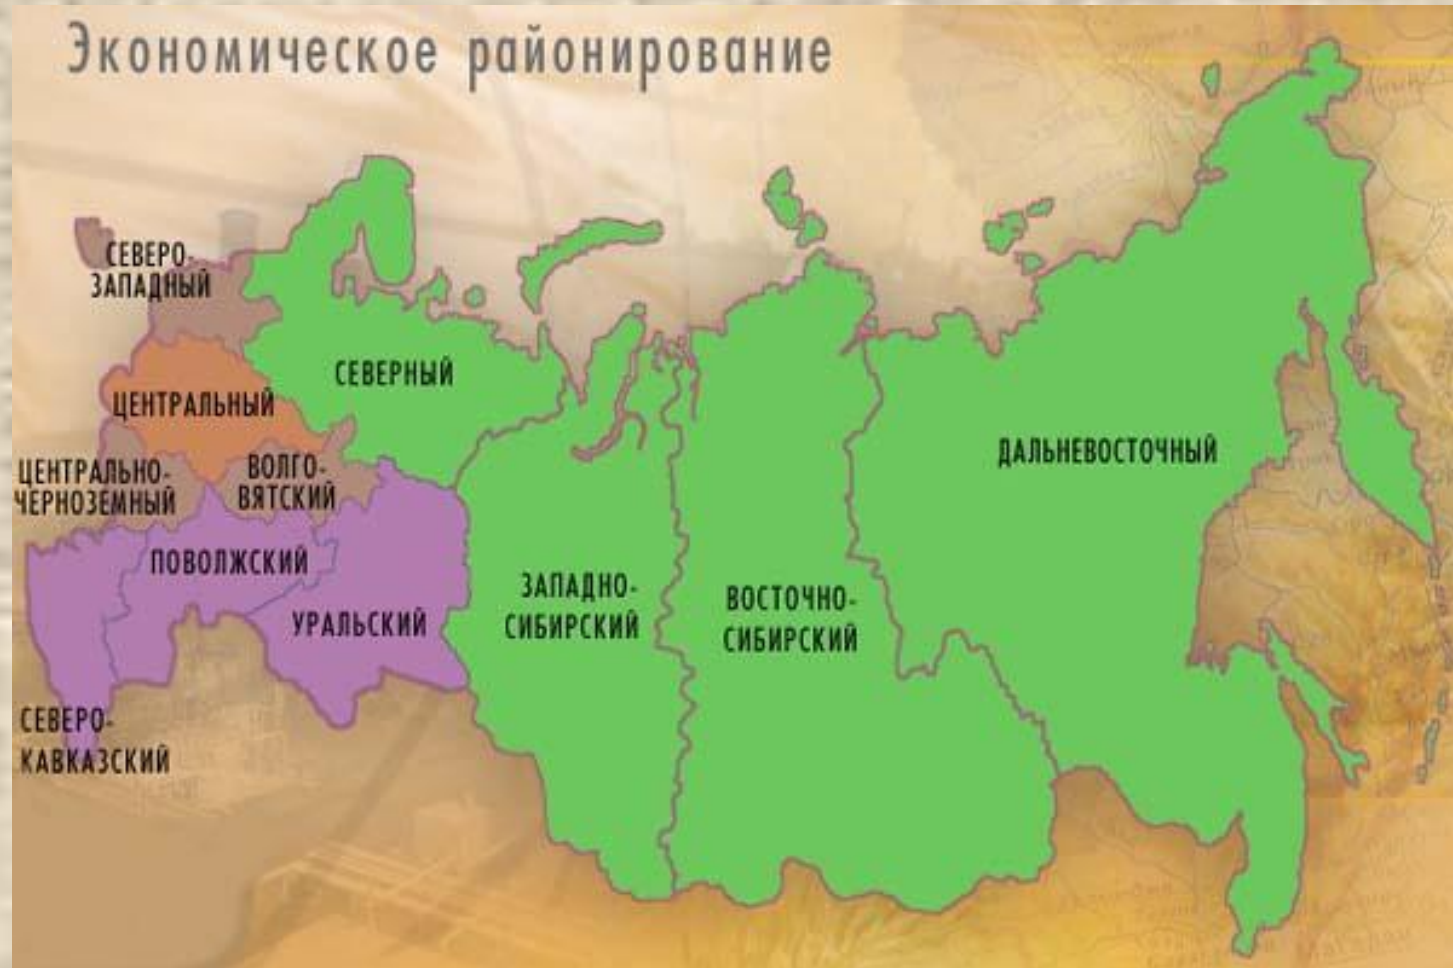 Экономическое районирование
СЕВЕРО-
ЗАПАДНЫЙ
СЕВЕРНЫЙ
ЦЕНТРАЛЬНЫЙ
ЦЕНТРАЛЬНО-
ЧЕРНОЗЕМНЫЙ
ВОЛГО-
ВЯТСКИЙ
ДАЛЬНЕВОСТОЧНЫЙ
ПОВОЛЖСКИЙ
УРАЛЬСКИЙ
ЗАПАДНО-
СИБИРСКИЙ
ВОСТОЧНО-
СИБИРСКИЙ
СЕВЕРО-
КАВКАЗСКИЙ